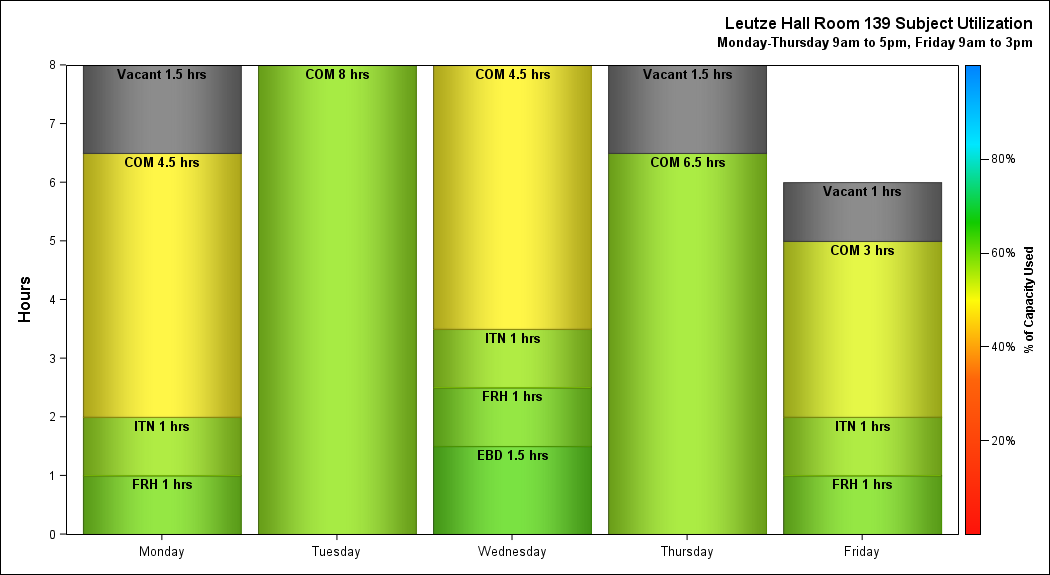 Leutze Hall Room 139 Subject Utilization
Monday-Thursday 9am to 5pm, Friday 9am to 3pm
Hours
8
7
6
5
4
3
2
1
0
Vacant 1.5 hrs
COM 4.5 hrs
ITN 1 hrs
FRH 1 hrs
Monday
COM 8 hrs
Tuesday
COM 4.5 hrs
ITN 1 hrs
FRH 1 hrs
EBD 1.5 hrs
Wednesday
Vacant 1.5 hrs
COM 6.5 hrs
Thursday
Vacant 1 hrs
COM 3 hrs
ITN 1 hrs
FRH 1 hrs
Friday
80%
60%
40%
20%
% of Capacity Used